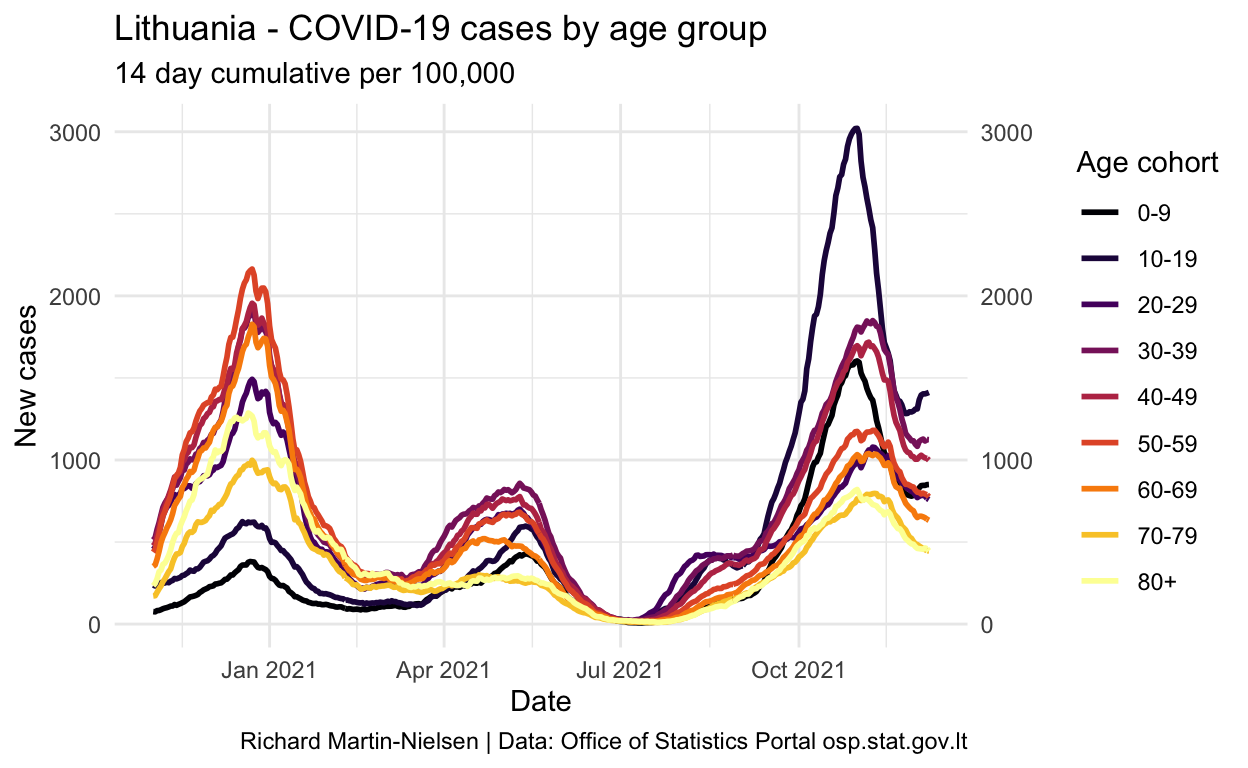 Lithuania - COVID-19 cases by age group
14 day cumulative per 100,000
3000
2000
1000
0
New cases
3000
2000
1000
0
Jan 2021
Apr 2021
Jul 2021
Oct 2021
Date
Age cohort
0-9
10-19
20-29
30-39
40-49
50-59
60-69
70-79
80+
Richard Martin-Nielsen | Data: Office of Statistics Portal osp.stat.gov.lt